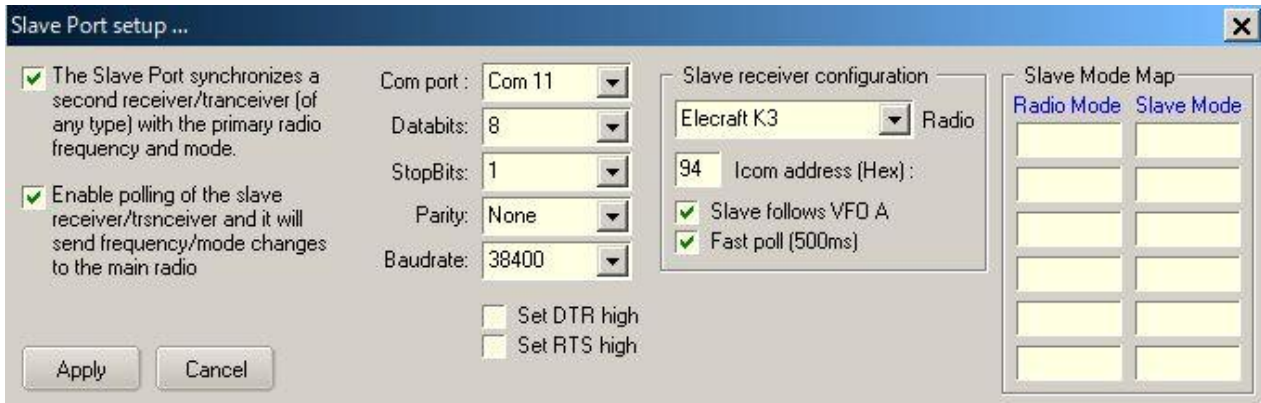 Slave Port setup ...
The Slave Port synchronizes a
second receiver/tranceiver (of
any type) with the primary radio
frequency and mode.
Enable polling of the slave
receiver/trsnceiver and it will
send frequency/mode changes
to the main radio
Apply
Cancel
Com port :
Com 11
Databits:
8
StopBits:
1
Parity:
None
Baudrate:
38400
Set DTR high
Set RTS high
Slave receiver configuration
Elecraft K3
Radio
94
Icom address (Hex) :
Slave follows VFO A
Fast poll (500ms)
Slave Mode Map
Radio Mode
Slave Mode